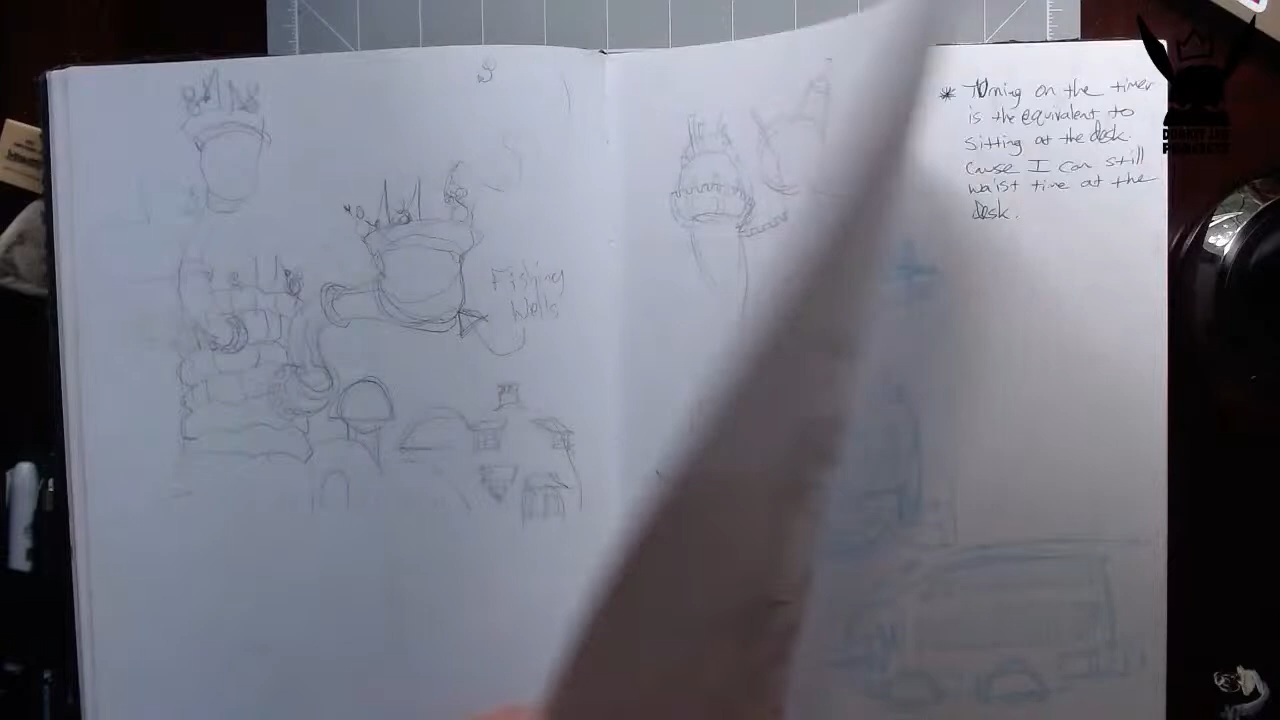 Fishing
Wells
* Turning on the timer
is the equivalent to
sitting at the desk.
Cause I can still
waist time at the
desk.